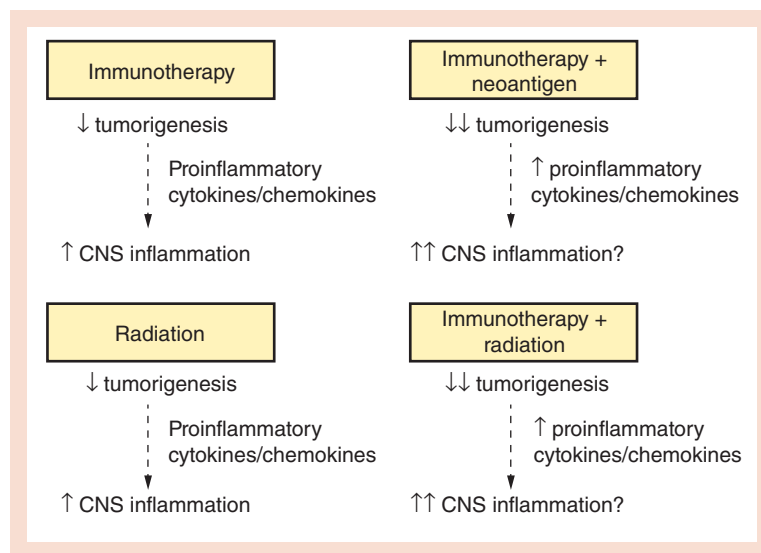 Immunotherapy
↓ tumorigenesis
Proinflammatory
cytokines/chemokines
↑ CNS inflammation
Immunotherapy +
neoantigen
↓↓ tumorigenesis
↑ proinflammatory
cytokines/chemokines
↑↑ CNS inflammation?
Radiation
↓ tumorigenesis
Proinflammatory
cytokines/chemokines
↑ CNS inflammation
Immunotherapy +
radiation
↓↓ tumorigenesis
↑ proinflammatory
cytokines/chemokines
↑↑ CNS inflammation?